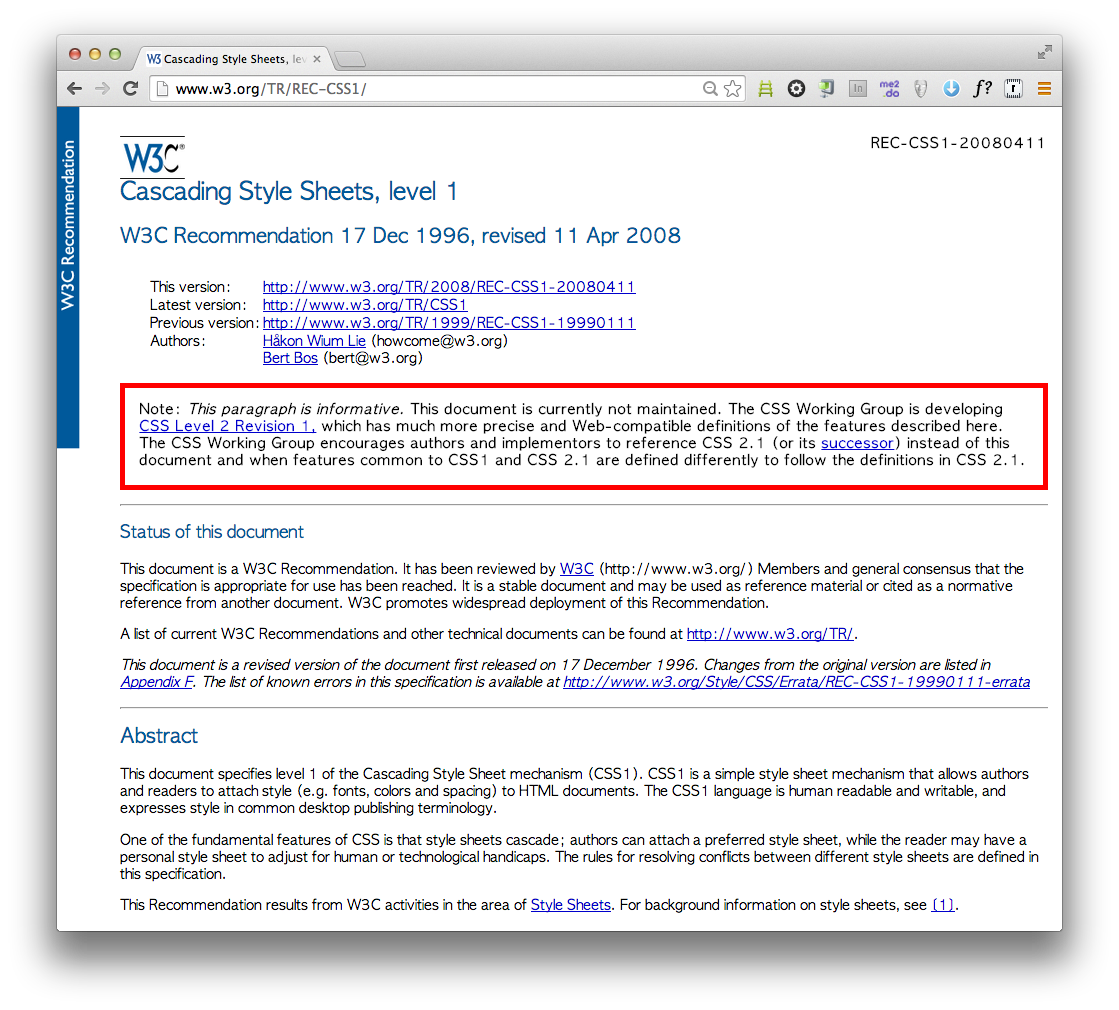 W3 Cascading Style Sheets, lev
www.w3.org/TR/REC-CSS1/
In
me2
.do
f?
W3C Recommendation
W3C®
REC-CSS1-20080411
Cascading Style Sheets, level 1
W3C Recommendation 17 Dec 1996, revised 11 Apr 2008
This version: http://www.w3.org/TR/2008/REC-CSS1-20080411
Latest version: http://www.w3.org/TR/CSS1
Previous version: http://www.w3.org/TR/1999/REC-CSS1-19990111
Authors: Håkon Wium Lie (howcome@w3.org)
Bert Bos (bert@w3.org)
Note: This paragraph is informative. This document is currently not maintained. The CSS Working Group is developing
CSS Level 2 Revision 1, which has much more precise and Web-compatible definitions of the features described here.
The CSS Working Group encourages authors and implementors to reference CSS 2.1 (or its successor) instead of this
document and when features common to CSS1 and CSS 2.1 are defined differently to follow the definitions in CSS 2.1.
Status of this document
This document is a W3C Recommendation. It has been reviewed by W3C (http://www.w3.org/) Members and general consensus that the
specification is appropriate for use has been reached. It is a stable document and may be used as reference material or cited as a normative
reference from another document. W3C promotes widespread deployment of this Recommendation.
A list of current W3C Recommendations and other technical documents can be found at http://www.w3.org/TR/.
This document is a revised version of the document first released on 17 December 1996. Changes from the original version are listed in
Appendix F. The list of known errors in this specification is available at http://www.w3.org/Style/CSS/Errata/REC-CSS1-19990111-errata
Abstract
This document specifies level 1 of the Cascading Style Sheet mechanism (CSS1). CSS1 is a simple style sheet mechanism that allows authors
and readers to attach style (e.g. fonts, colors and spacing) to HTML documents. The CSS1 language is human readable and writable, and
expresses style in common desktop publishing terminology.
One of the fundamental features of CSS is that style sheets cascade; authors can attach a preferred style sheet, while the reader may have a
personal style sheet to adjust for human or technological handicaps. The rules for resolving conflicts between different style sheets are defined in
this specification.
This Recommendation results from W3C activities in the area of Style Sheets. For background information on style sheets, see [1].